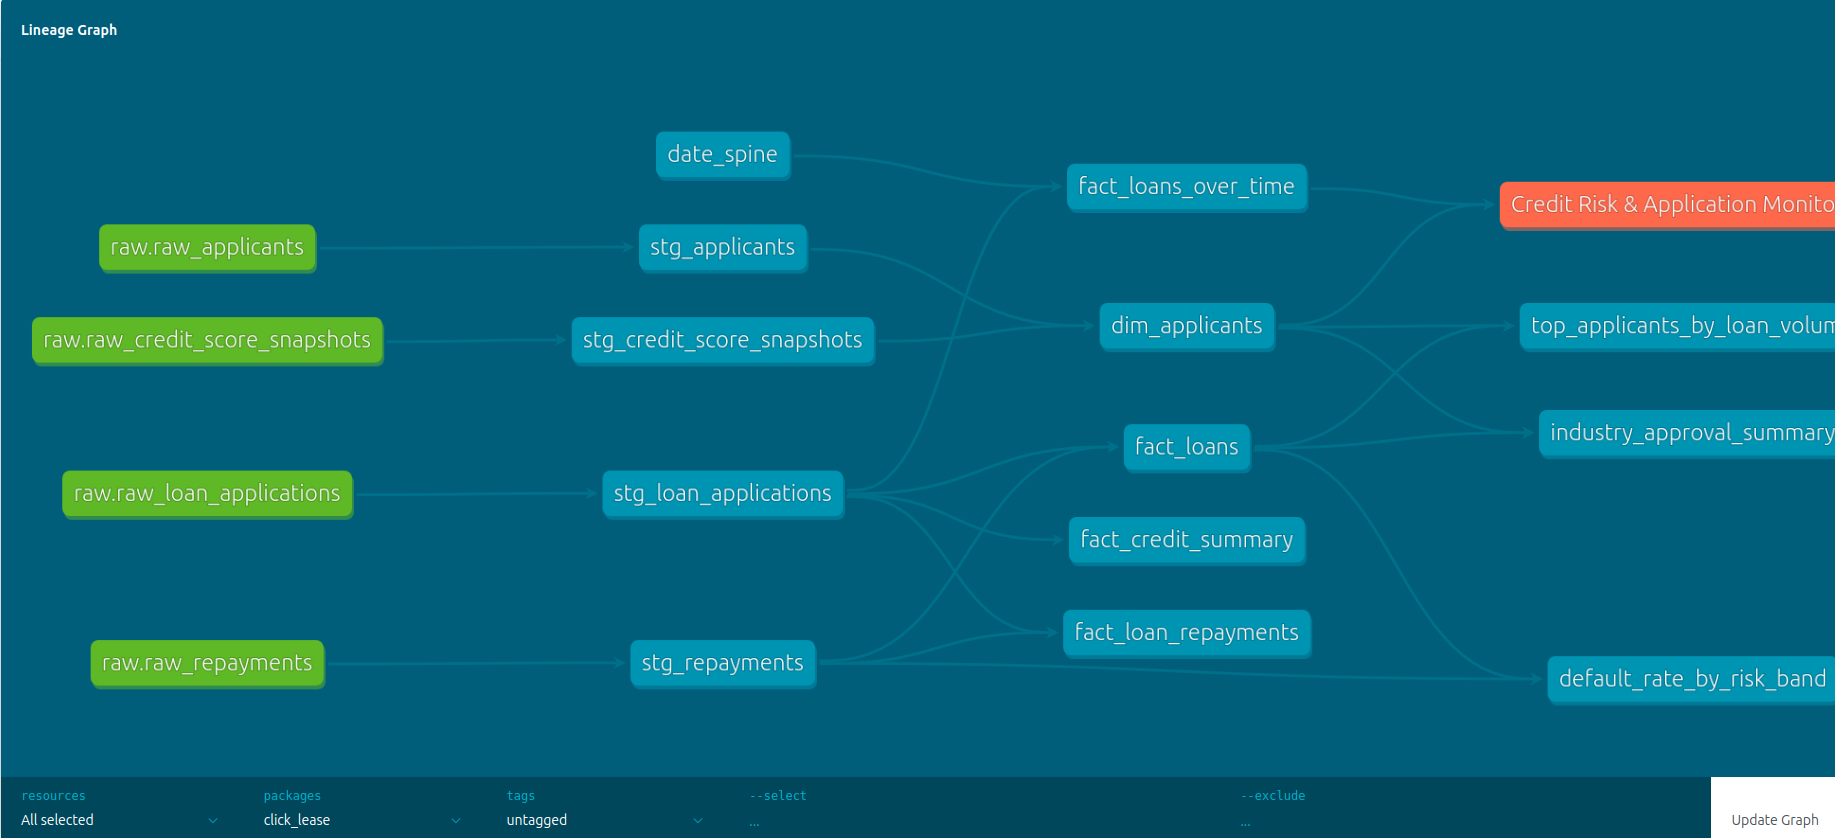 Lineage Graph
date_spine
fact_loans_over_time
Credit Risk & Application Monito
raw.raw_applicants
stg_applicants
raw.raw_credit_score_snapshots
stg_credit_score_snapshots
dim_applicants
top_applicants_by_loan_volum
fact_loans
industry_approval_summary
raw.raw_loan_applications
stg_loan_applications
fact_credit_summary
fact_loan_repayments
raw.raw_repayments
stg_repayments
default_rate_by_risk_band
resources
All selected
packages
click_lease
tags
untagged
--select
...
--exclude
...
Update Graph